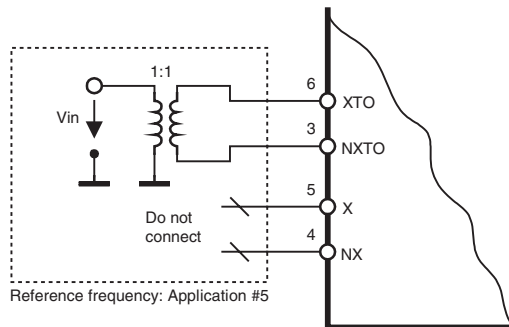 1:1
6
XTO
Vin
3
NXTO
5
X
Do not
connect
4
NX
Reference frequency: Application #5